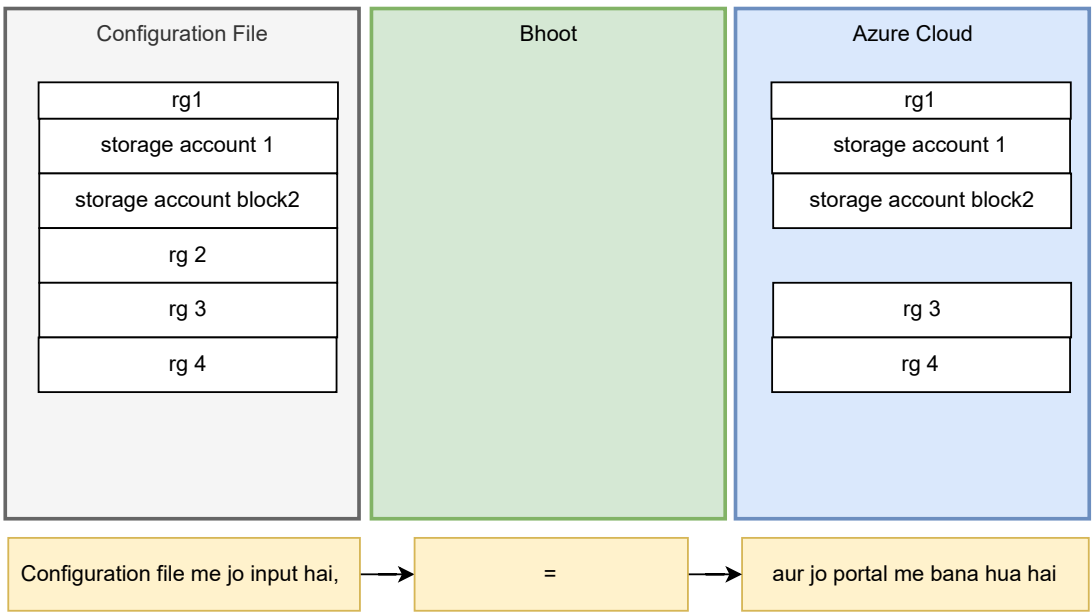 Configuration File
rg1
storage account 1
storage account block2
rg 2
rg 3
rg 4
Bhoot
Azure Cloud
rg1
storage account 1
storage account block2
rg 3
rg 4
Configuration file me jo input hai,
=
aur jo portal me bana hua hai